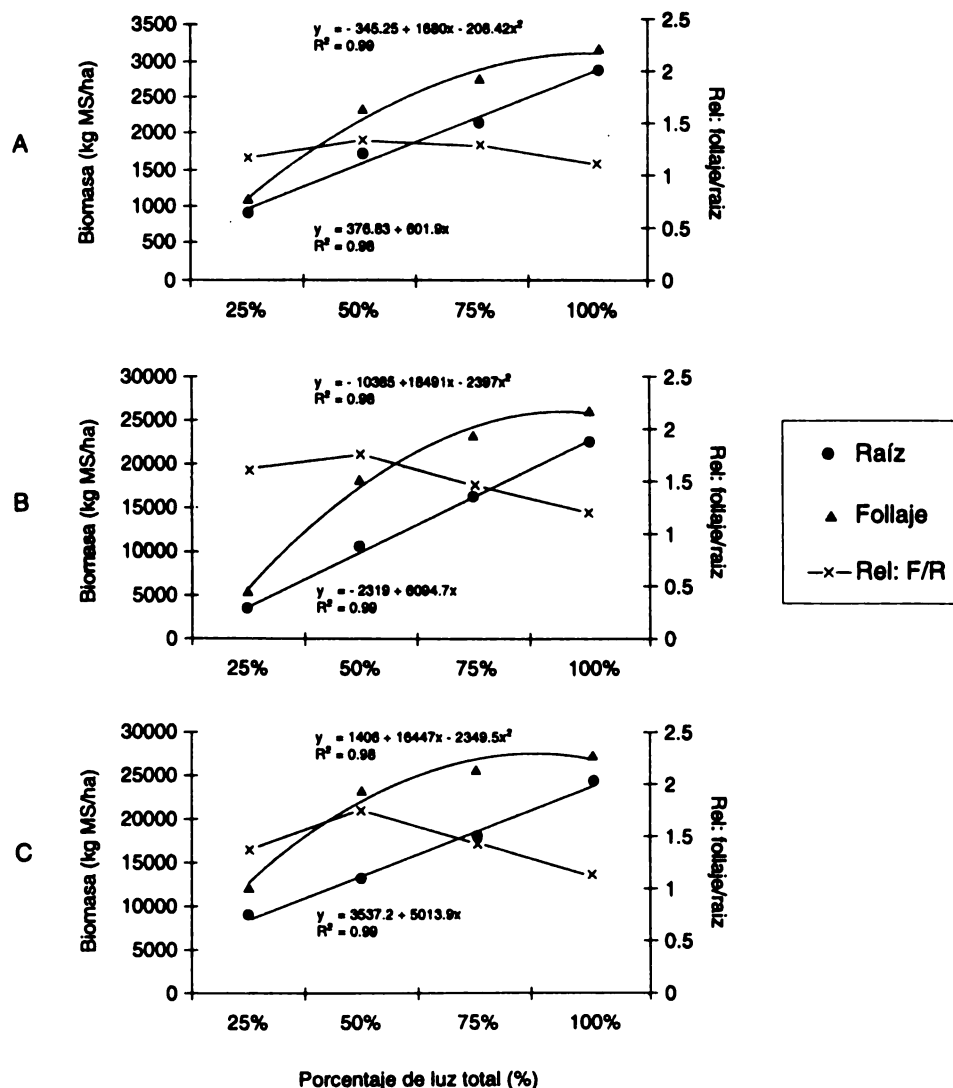 A
Biomasa (kg MS/ha)
3500
3000
2500
2000
1500
1000
500
0
y = - 345.25 + 1680x - 206.42x²
R² = 0.99
y = 376.83 + 601.9x
R² = 0.98
2.5
2
1.5
1
0.5
0
Rel: follaje/raiz
25% 50% 75% 100%
B
Biomasa (kg MS/ha)
30000
25000
20000
15000
10000
5000
0
y = - 10385 +18491x - 2397x²
R² = 0.98
y = - 2319 + 6094.7x
R² = 0.99
2.5
2
1.5
1
0.5
0
Rel: follaje/raiz
25% 50% 75% 100%
Raíz
Follaje
Rel: F/R
C
Biomasa (kg MS/ha)
30000
25000
20000
15000
10000
5000
0
y = 1406 + 16447x - 2349.5x²
R² = 0.98
y = 3537.2 + 5013.9x
R² = 0.99
2.5
2
1.5
1
0.5
0
Rel: follaje/raiz
25% 50% 75% 100%
Porcentaje de luz total (%)